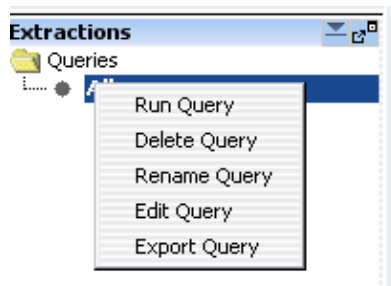 Extractions
Queries
Run Query
Delete Query
Rename Query
Edit Query
Export Query